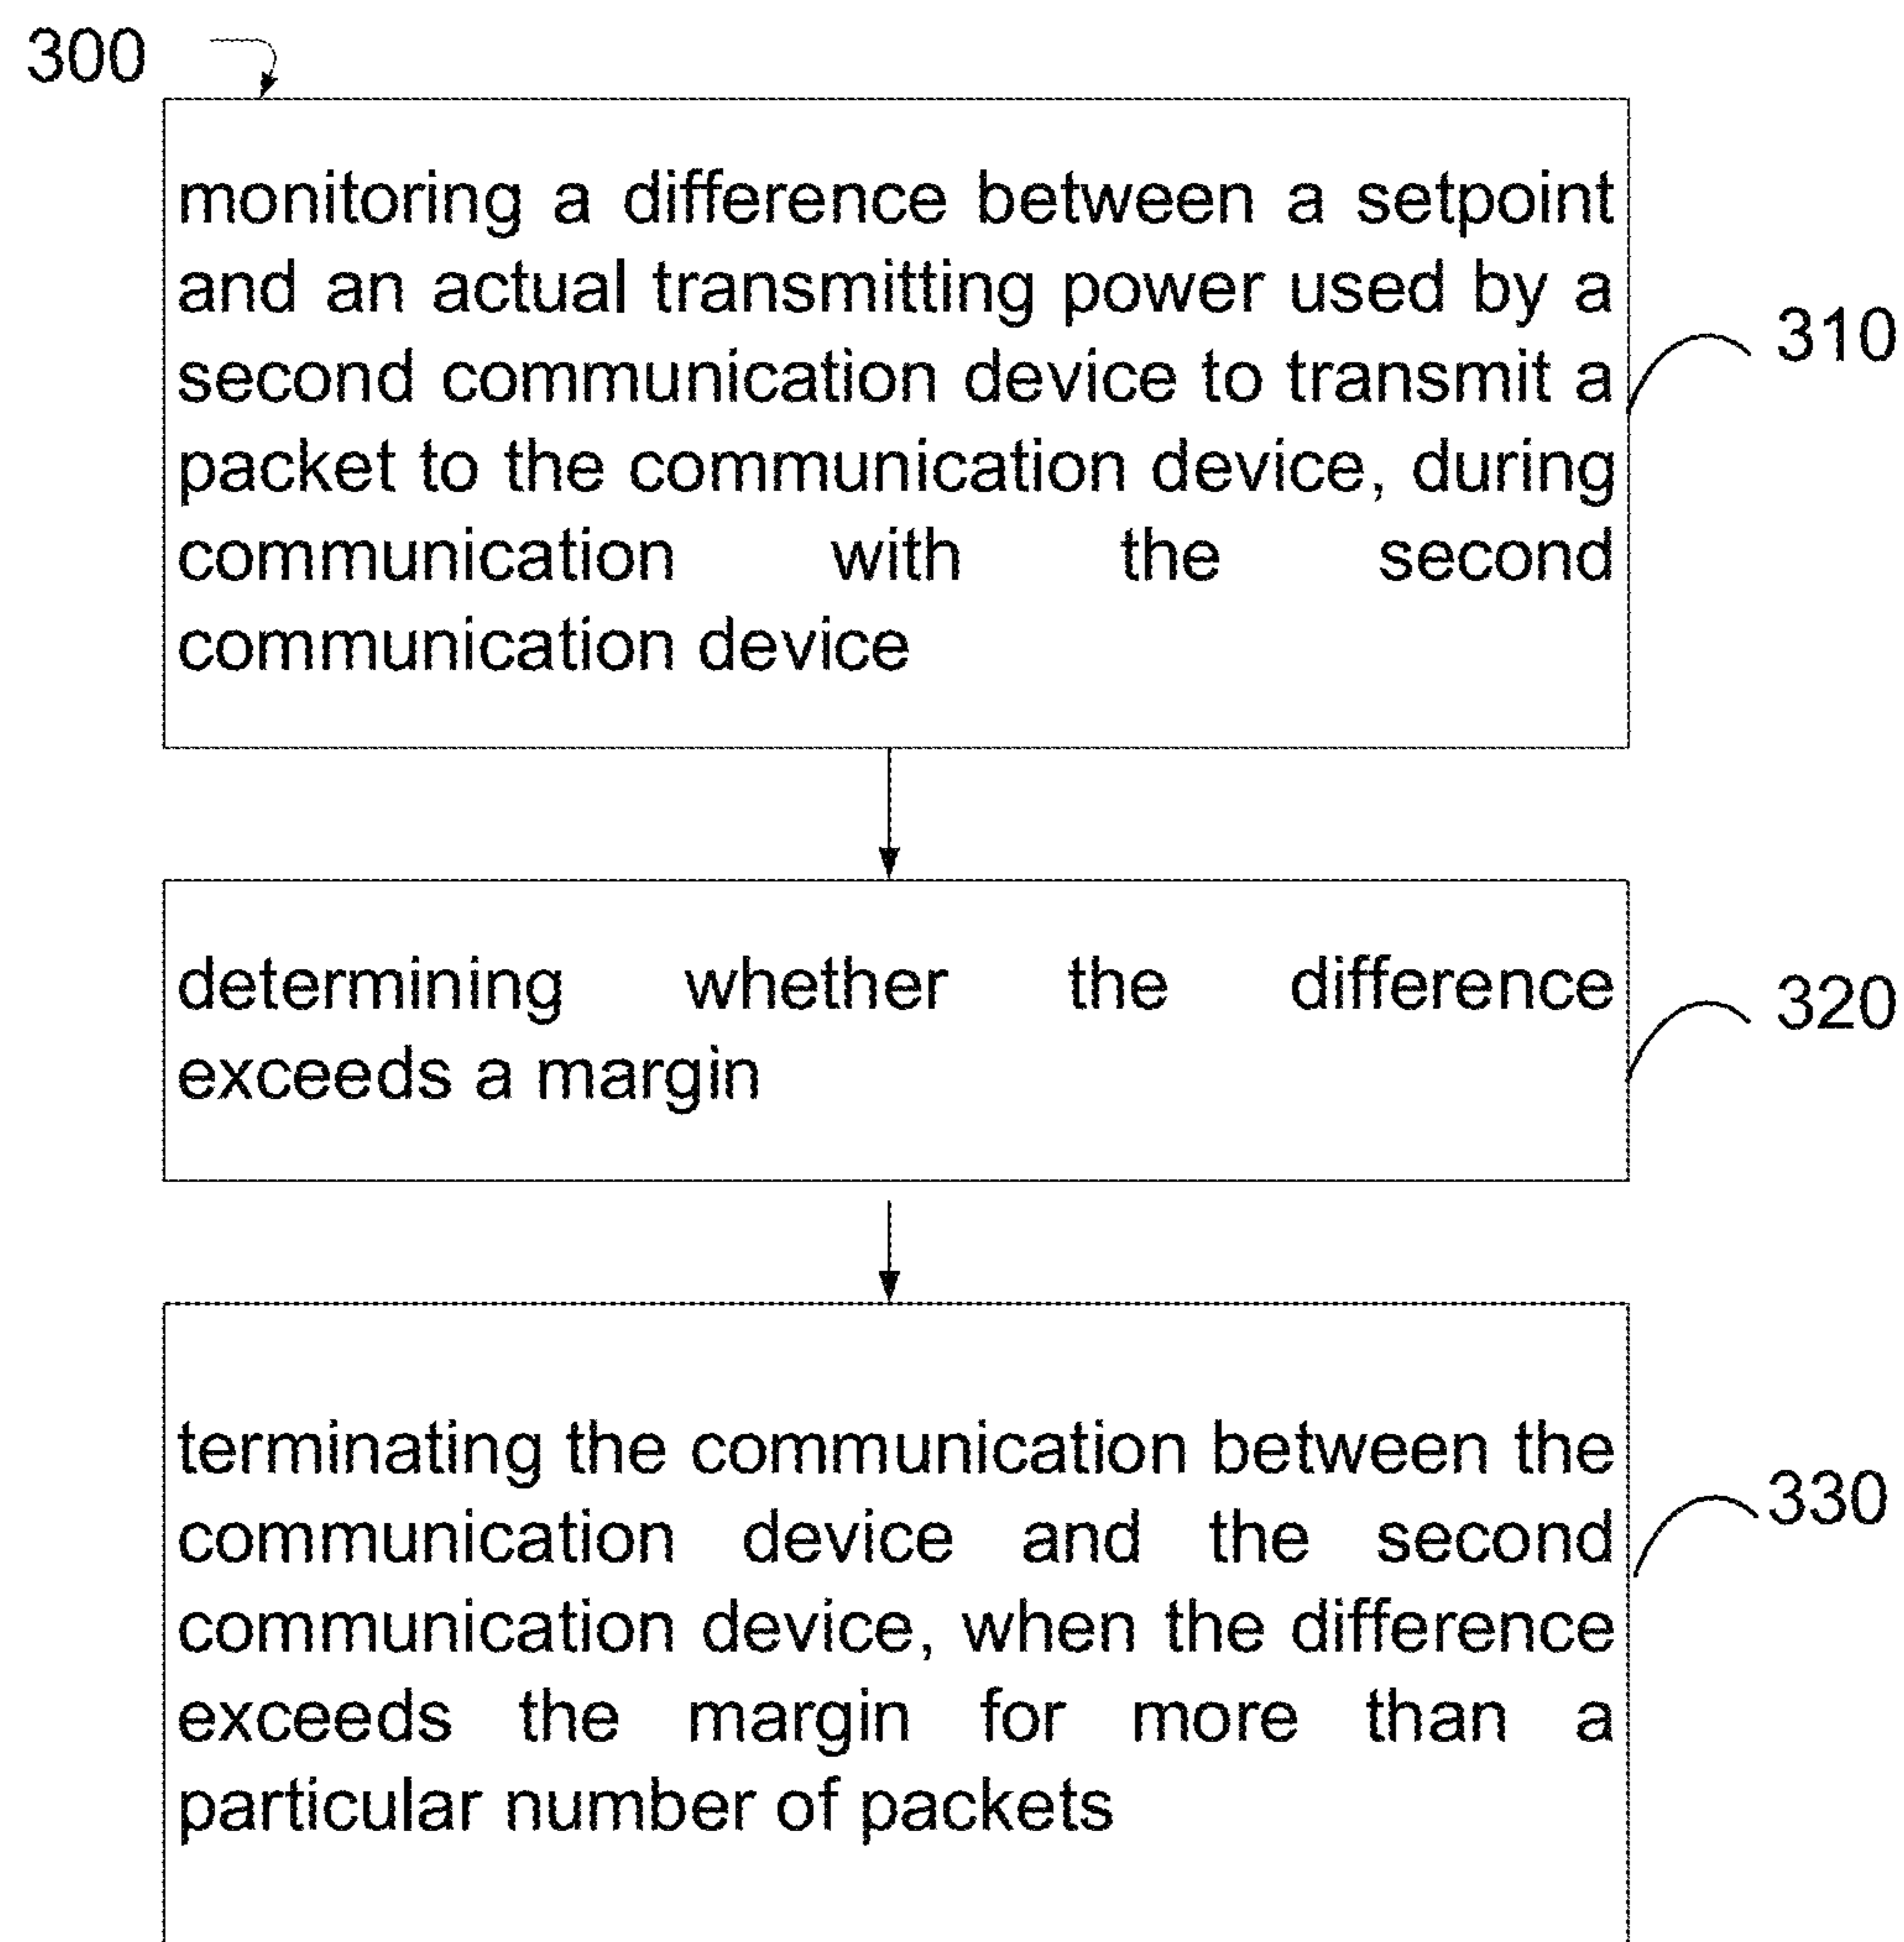 300
monitoring a difference between a setpoint
and an actual transmitting power used by a
second communication device to transmit a
packet to the communication device, during
communication with the second
communication device
310
determining whether the difference
exceeds a margin
320
terminating the communication between the
communication device and the second
communication device, when the difference
exceeds the margin for more than a
particular number of packets
330